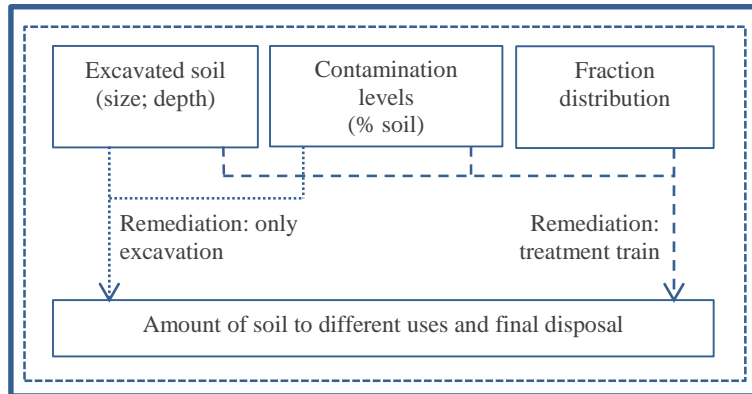 Excavated soil
(size; depth)
Contamination
levels
(% soil)
Fraction
distribution
Remediation: only
excavation
Remediation:
treatment train
Amount of soil to different uses and final disposal